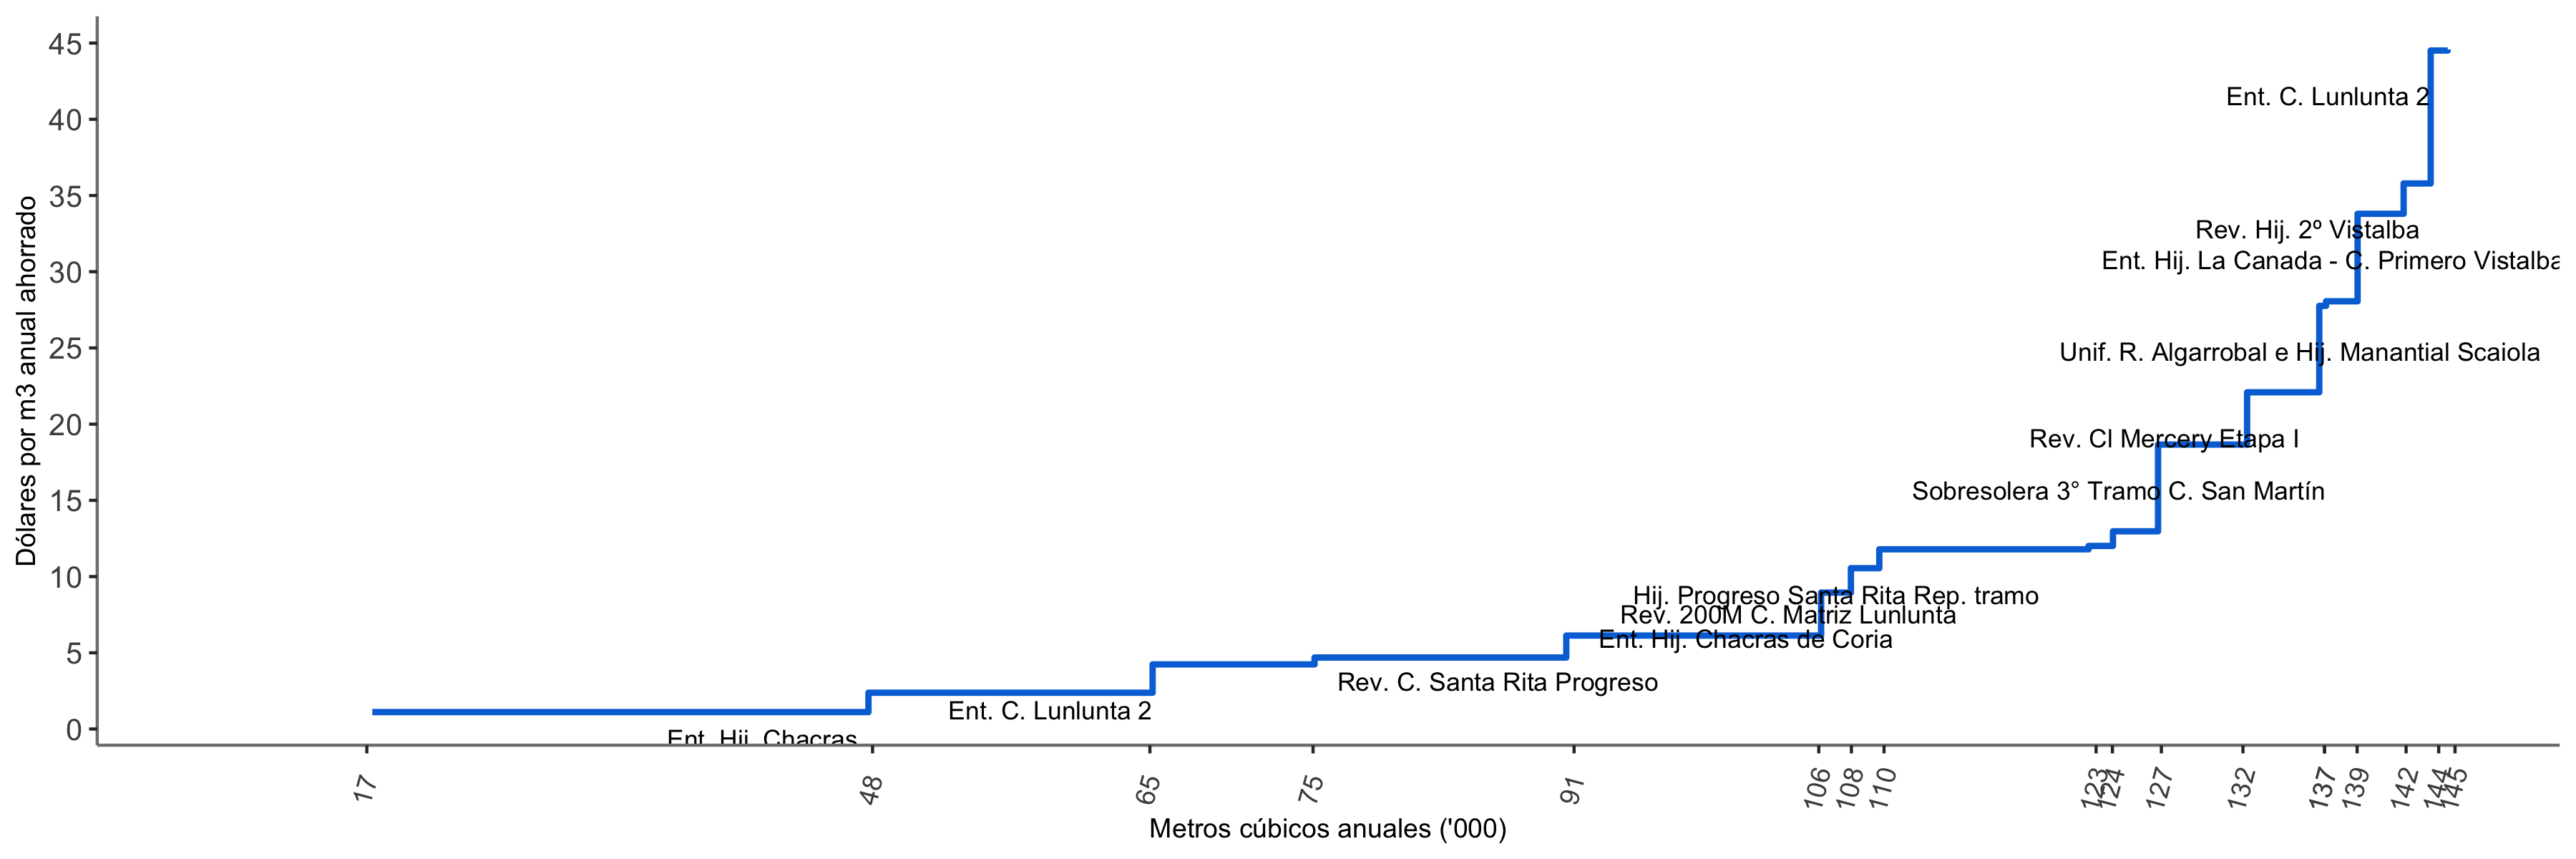 45
40
35
30
25
20
15
10
5
0
Dólares por m3 anual ahorrado
Ent. C. Lunlunta 2
Rev. Hij. 2º Vistalba
Ent. Hij. La Canada - C. Primero Vistalba
Unif. R. Algarrobal e Hij. Manantial Scaiola
Rev. Cl Mercery Etapa I
Sobresolera 3° Tramo C. San Martín
Hij. Progreso Santa Rita Rep. tramo
Rev. 200M C. Matriz Lunlunta
Ent. Hij. Chacras de Coria
Rev. C. Santa Rita Progreso
Ent. C. Lunlunta 2
Ent. Hij. Chacras
17
48
65
75
91
106
108
110
123
124
127
132
137
139
142
144
145
Metros cúbicos anuales ('000)